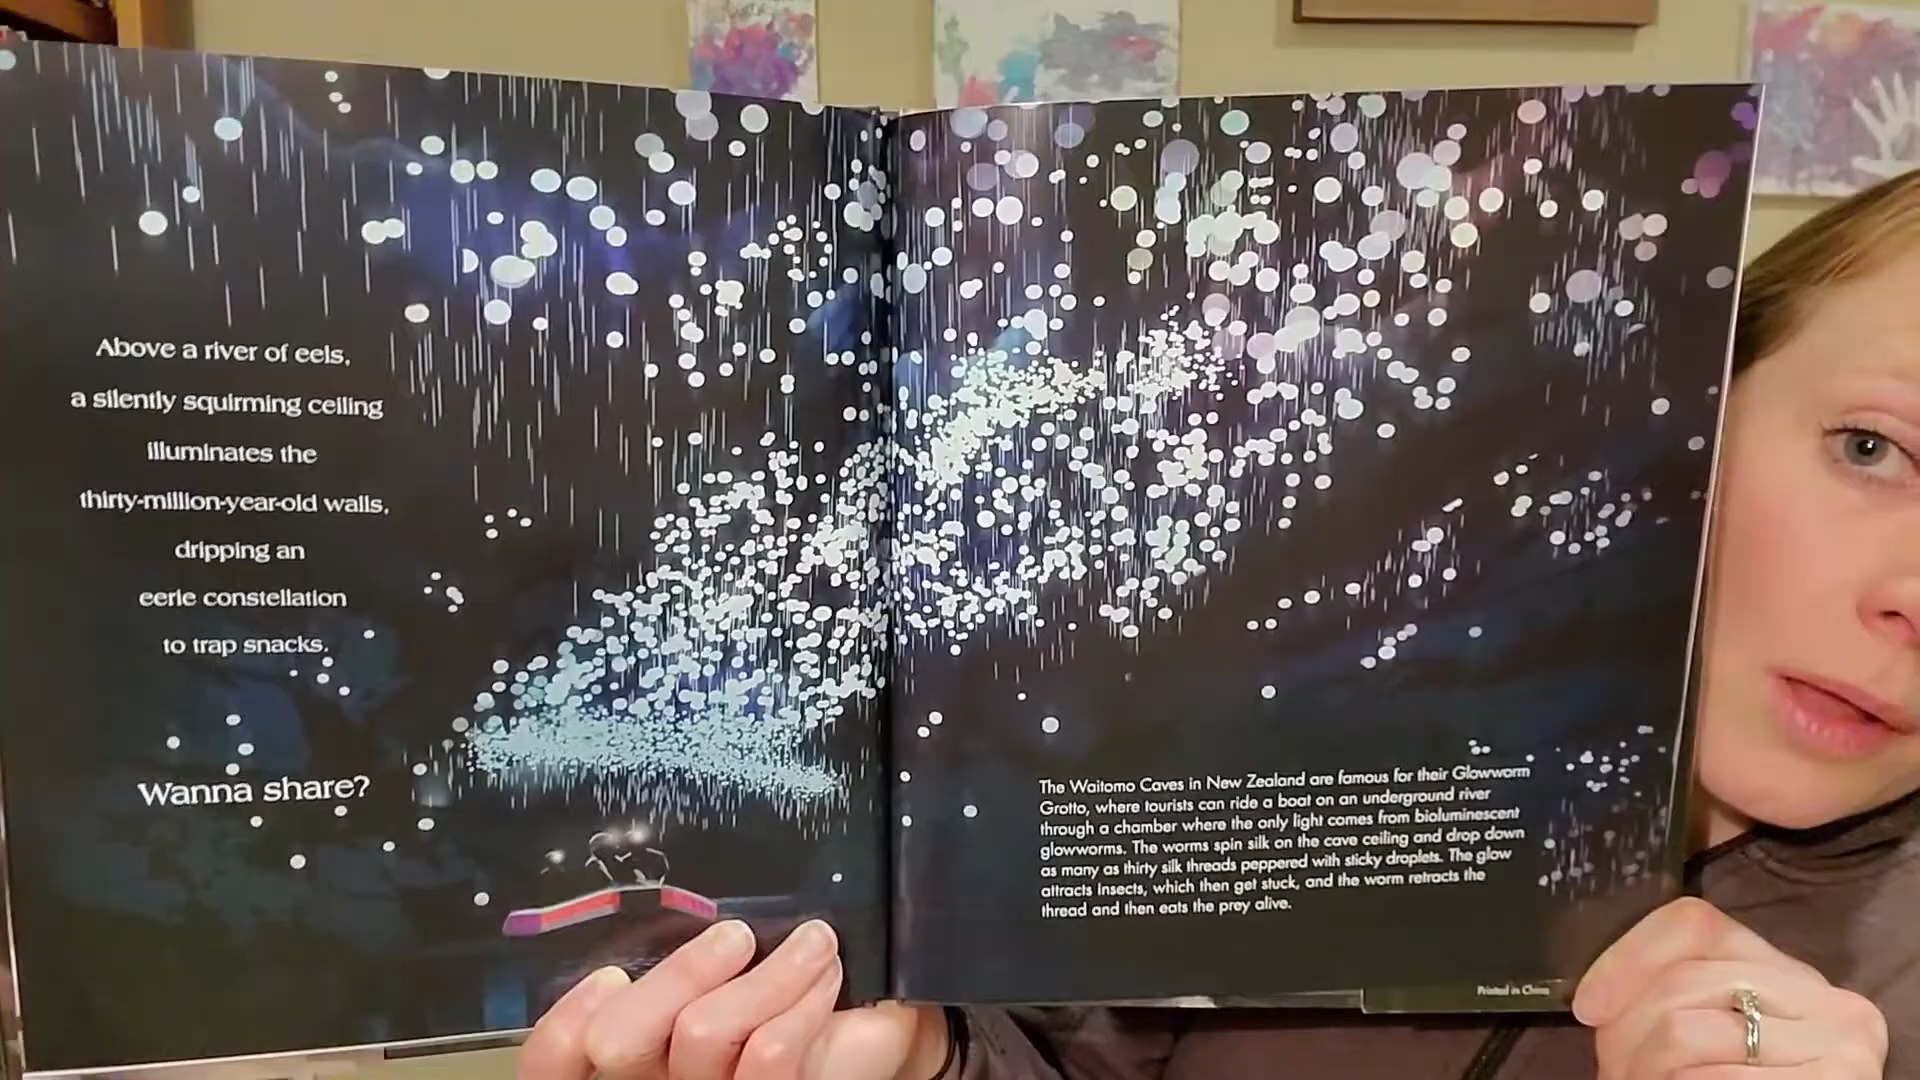 Above a river of eels,
a silently squirming ceiling
illuminates the
thirty-million-year-old walls,
dripping an
eerie constellation
to trap snacks.
Wanna share?
The Waitomo Caves in New Zealand are famous for their Glowworm
Grotto, where tourists can ride a boat on an underground river
through a chamber where the only light comes from bioluminescent
glowworms. The worms spin silk on the cave ceiling and drop down
as many as thirty silk threads peppered with sticky droplets. The glow
attracts insects, which then get stuck, and the worm retracts the
thread and then eats the prey alive.
Printed in China